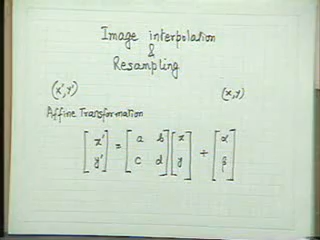 Image interpolation
&
Resampling
(x', y') (x, y)
Affine Transformation
[x' y'] = [a b c d] [x y] + [α β]